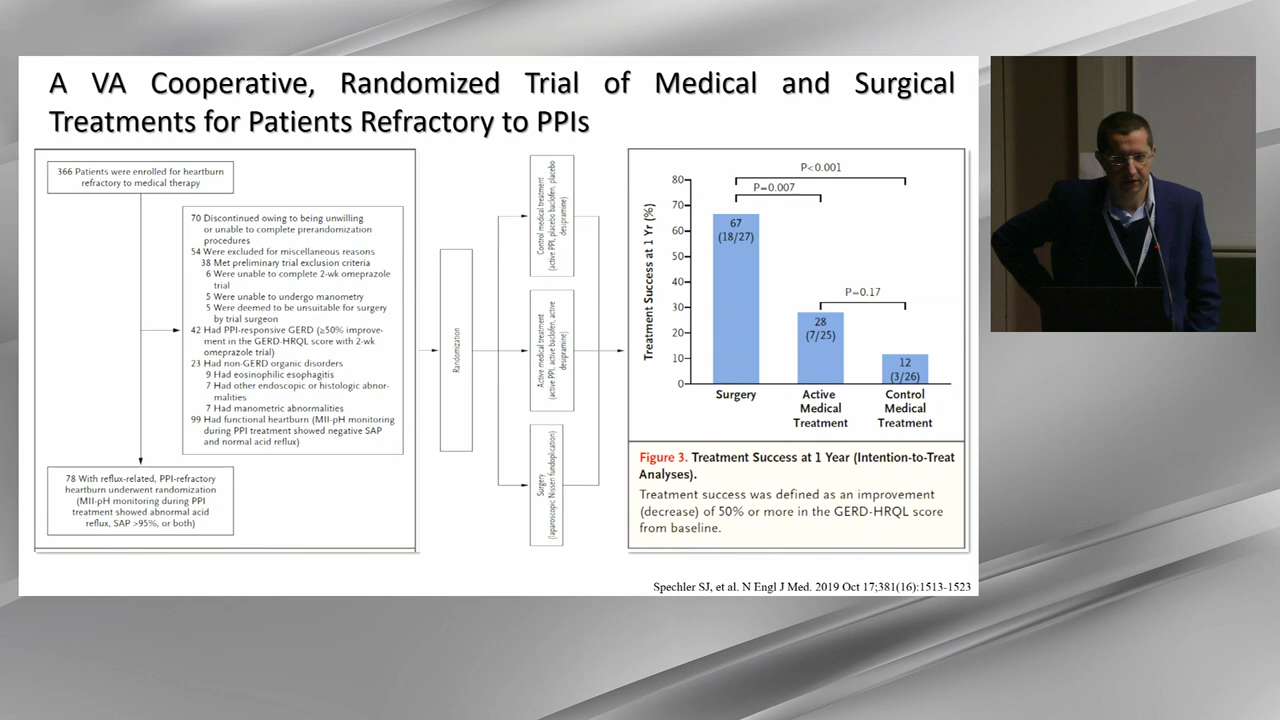 A VA Cooperative, Randomized Trial of Medical and Surgical
Treatments for Patients Refractory to PPIs
366 Patients were enrolled for heartburn
refractory to medical therapy
70 Discontinued owing to being unwilling
or unable to complete prerandomization
procedures
54 Were excluded for miscellaneous reasons
38 Met preliminary trial exclusion criteria
6 Were unable to complete 2-wk omeprazole
trial
5 Were unable to undergo manometry
5 Were deemed to be unsuitable for surgery
by trial surgeon
42 Had PPI-responsive GERD (≥50% improve-
ment in the GERD-HRQL score with 2-wk
omeprazole trial)
23 Had non-GERD organic disorders
9 Had eosinophilic esophagitis
7 Had other endoscopic or histologic abnor-
malities
7 Had manometric abnormalities
99 Had functional heartburn (MII-pH monitoring
during PPI treatment showed negative SAP
and normal acid reflux)
78 With reflux-related, PPI-refractory
heartburn underwent randomization
(MII-pH monitoring during PPI
treatment showed abnormal acid
reflux, SAP >95%, or both)
Randomization
Control medical treatment
(active PPI, placebo baclofen, placebo
desipramine)
Active medical treatment
(active PPI, active baclofen, active
desipramine)
Surgery
(laparoscopic Nissen fundoplication)
Treatment Success at 1 Yr (%)
80
70
60
50
40
30
20
10
0
P<0.001
P=0.007
P=0.17
67
(18/27)
28
(7/25)
12
(3/26)
Surgery
Active
Medical
Treatment
Control
Medical
Treatment
Figure 3. Treatment Success at 1 Year (Intention-to-Treat
Analyses).
Treatment success was defined as an improvement
(decrease) of 50% or more in the GERD-HRQL score
from baseline.
Spechler SJ, et al. N Engl J Med. 2019 Oct 17;381(16):1513-1523